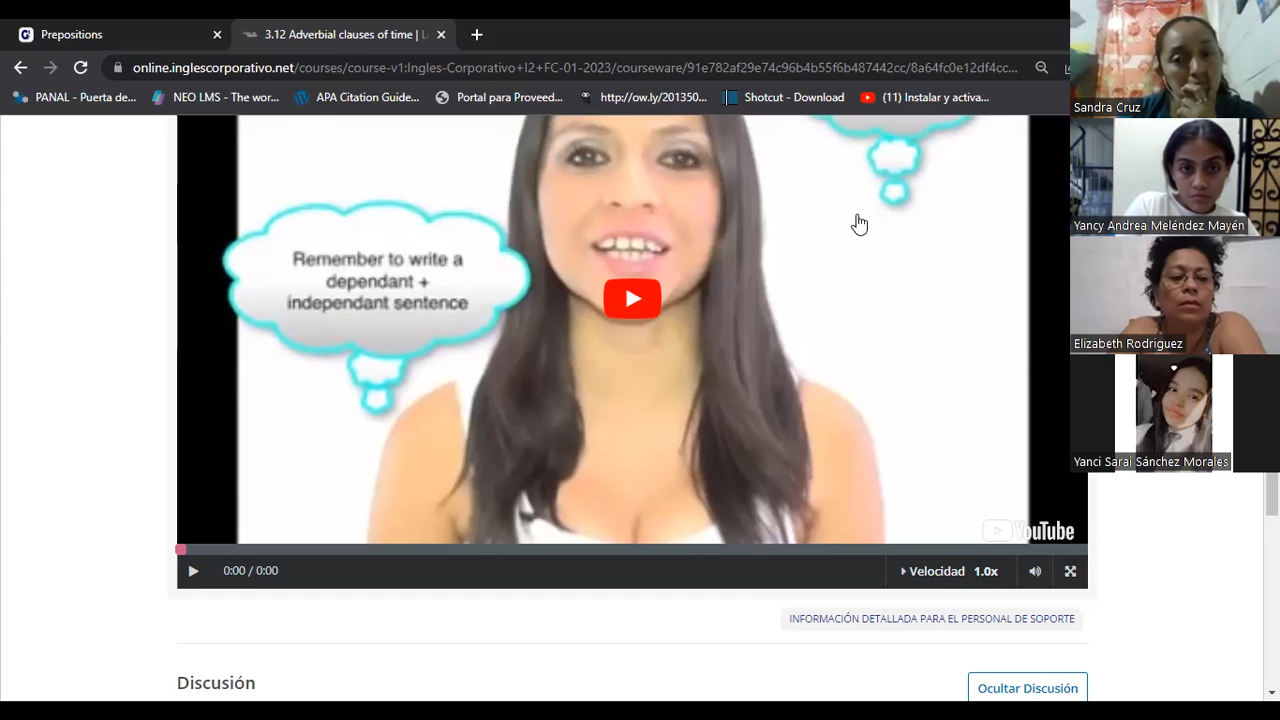 Prepositions
3.12 Adverbial clauses of time | L
online.inglescorporativo.net/courses/course-v1:Ingles-Corporativo+I2+FC-01-2023/courseware/91e782af29e74c96b4b55f6b487442cc/8a64fc0e12df4cc...
PANAL - Puerta de...
NEO LMS - The wor...
APA Citation Guide...
Portal para Proveed...
http://ow.ly/201350...
Shotcut - Download
(11) Instalar y activa...
Sandra Cruz
Yancy Andrea Meléndez Mayén
Elizabeth Rodriguez
Yanci Sarai Sánchez Morales
Remember to write a
dependant +
independant sentence
YouTube
0:00 / 0:00
Velocidad 1.0x
INFORMACIÓN DETALLADA PARA EL PERSONAL DE SOPORTE
Discusión
Ocultar Discusión